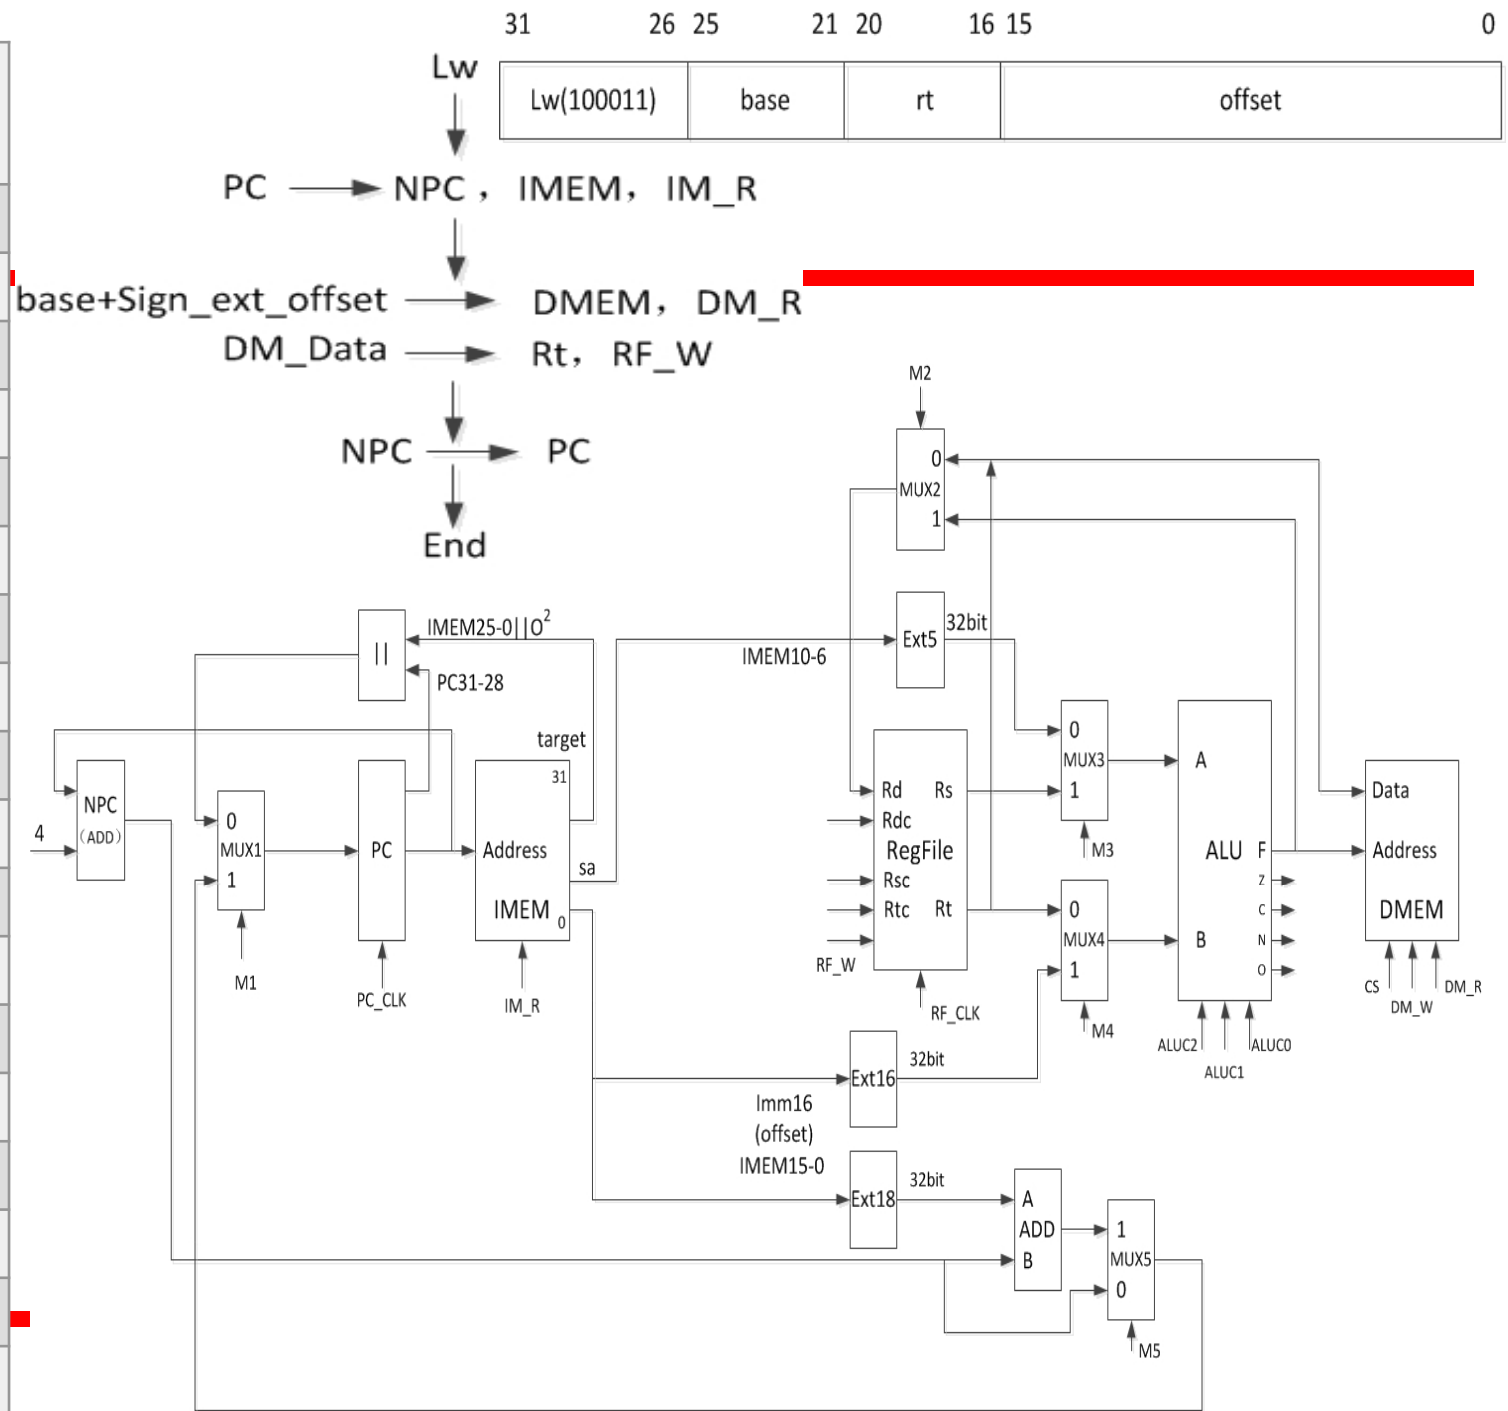 31 26 25 21 20 16 15 0
Lw
Lw(100011) base rt offset
PC NPC， IMEM， IM_R
base+Sign_ext_offset DMEM， DM_R
DM_Data Rt， RF_W
NPC PC
End
M2
0
MUX2
1
IMEM25-0||0²
||
PC31-28
Ext5
32bit
IMEM10-6
target
31
NPC
(ADD)
4
0
MUX1
1
M1
PC
PC_CLK
Address
sa
IMEM
0
IM_R
Rd Rs
Rdc
RegFile
Rsc
Rtc Rt
RF_W
RF_CLK
0
MUX3
1
M3
0
MUX4
1
M4
A
ALU F
Z
C
B N
O
ALUC2
ALUC1
ALUC0
Data
Address
DMEM
CS
DM_W
DM_R
Ext16
32bit
Imm16
(offset)
IMEM15-0
Ext18
32bit
A
ADD
B
1
MUX5
0
M5